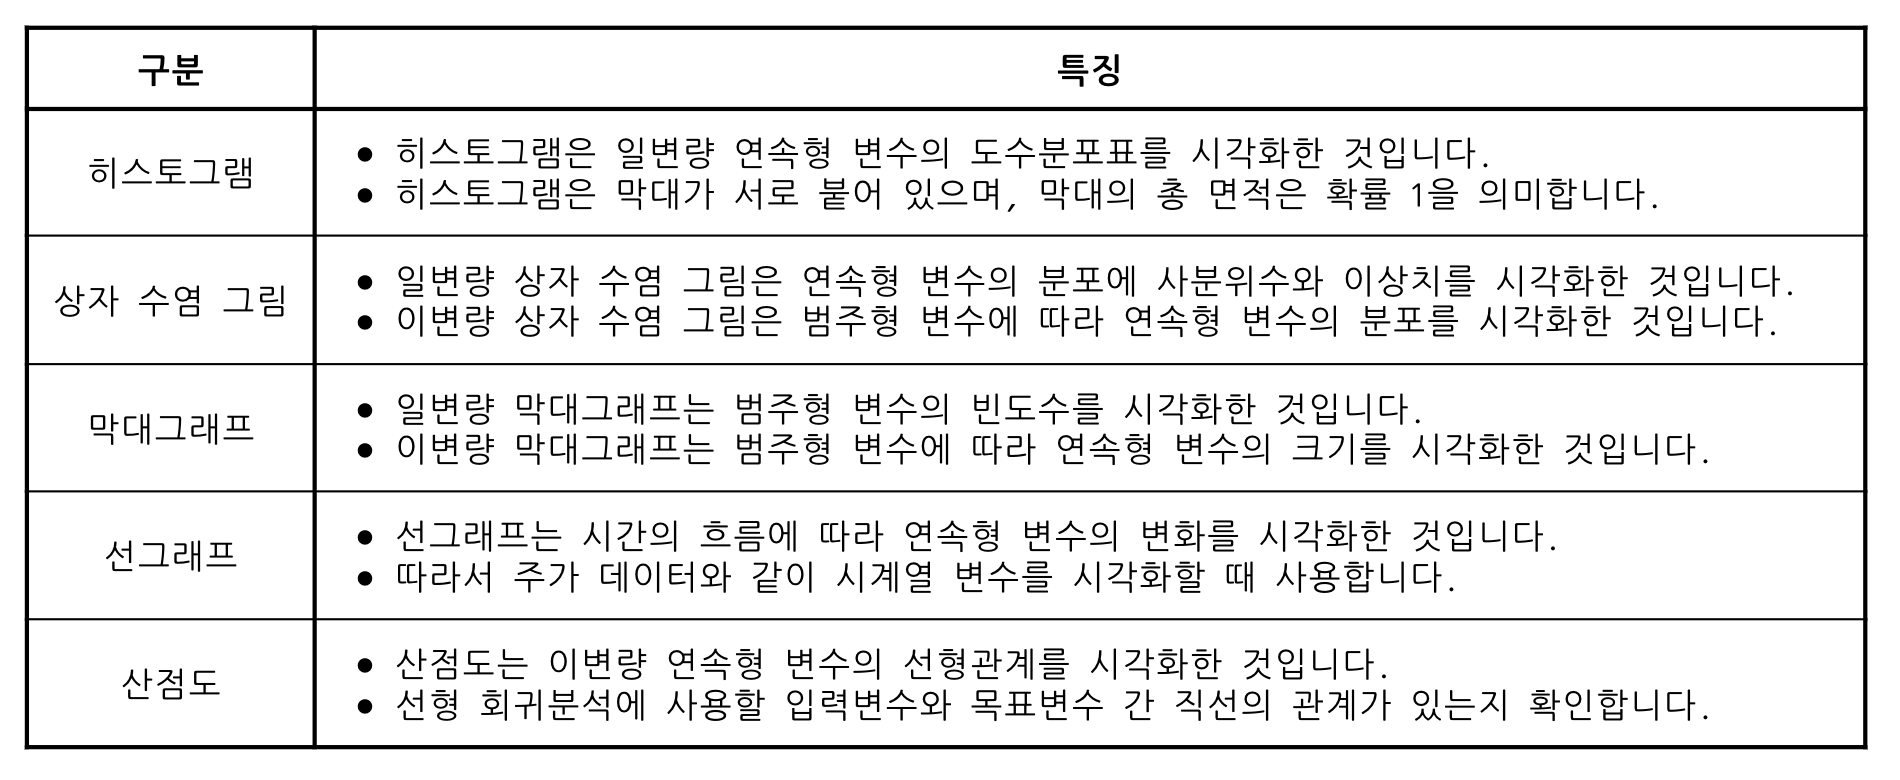 구분
특징
히스토그램
● 히스토그램은 일변량 연속형 변수의 도수분포표를 시각화한 것입니다.
● 히스토그램은 막대가 서로 붙어 있으며, 막대의 총 면적은 확률 1을 의미합니다.
상자 수염 그림
● 일변량 상자 수염 그림은 연속형 변수의 분포에 사분위수와 이상치를 시각화한 것입니다.
● 이변량 상자 수염 그림은 범주형 변수에 따라 연속형 변수의 분포를 시각화한 것입니다.
막대그래프
● 일변량 막대그래프는 범주형 변수의 빈도수를 시각화한 것입니다.
● 이변량 막대그래프는 범주형 변수에 따라 연속형 변수의 크기를 시각화한 것입니다.
선그래프
● 선그래프는 시간의 흐름에 따라 연속형 변수의 변화를 시각화한 것입니다.
● 따라서 주가 데이터와 같이 시계열 변수를 시각화할 때 사용합니다.
산점도
● 산점도는 이변량 연속형 변수의 선형관계를 시각화한 것입니다.
● 선형 회귀분석에 사용할 입력변수와 목표변수 간 직선의 관계가 있는지 확인합니다.